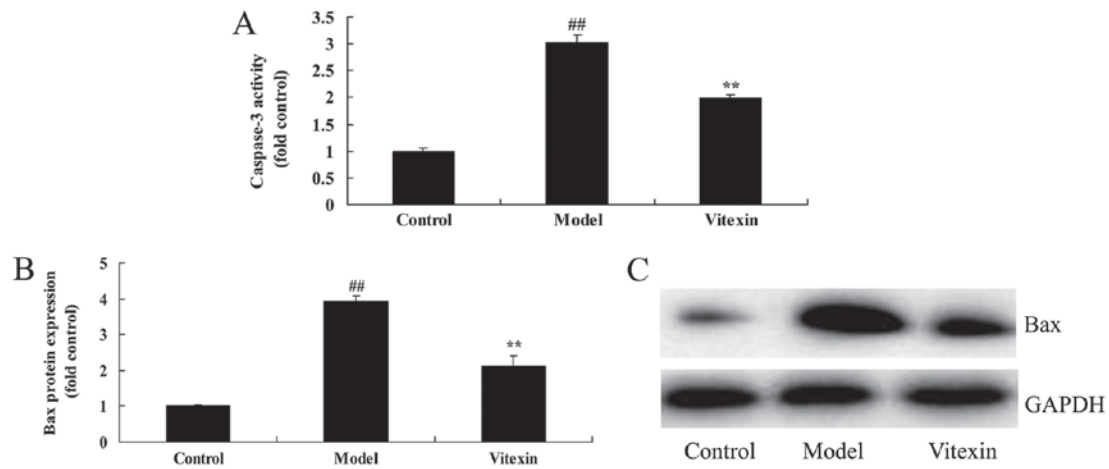 A
Caspase-3 activity
(fold control)
3.5
3
2.5
2
1.5
1
0.5
0
##
**
Control Model Vitexin
B
Bax protein expression
(fold control)
5
4
3
2
1
0
##
**
Control Model Vitexin
C
Bax
GAPDH
Control Model Vitexin